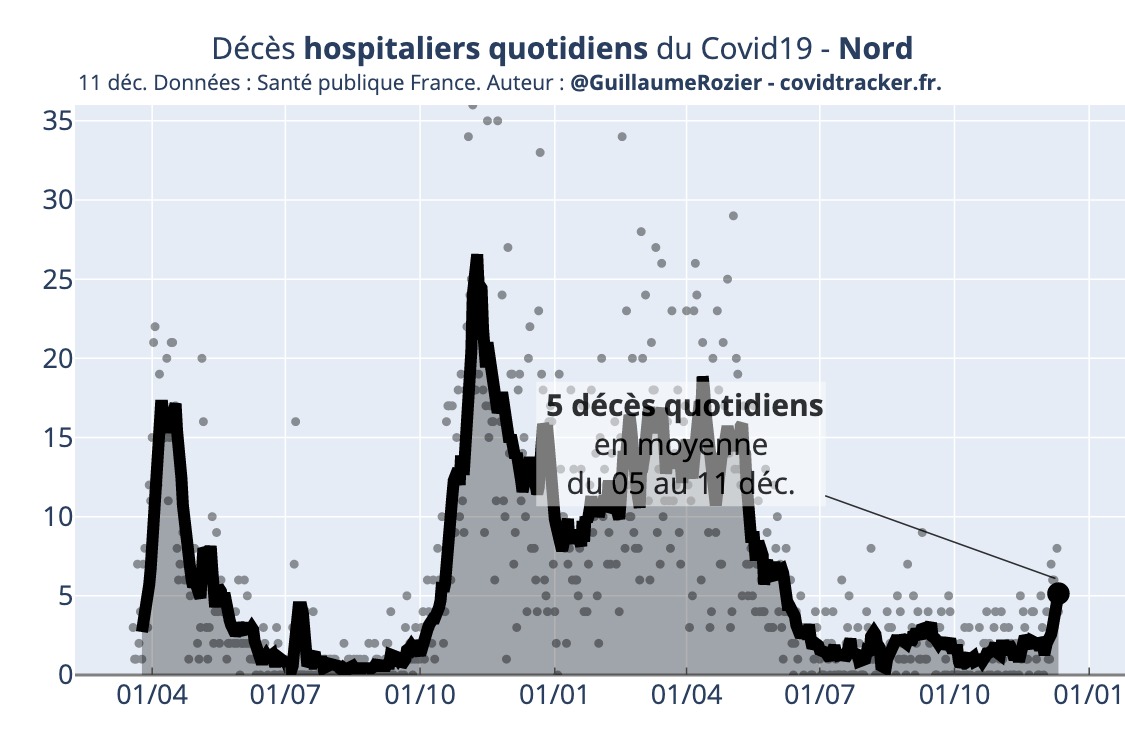 Décès hospitaliers quotidiens du Covid19 - Nord
11 déc. Données : Santé publique France. Auteur : @GuillaumeRozier - covidtracker.fr.
35
30
25
20
15
10
5
0
5 décès quotidiens
en moyenne
du 05 au 11 déc.
01/04 01/07 01/10 01/01 01/04 01/07 01/10 01/01